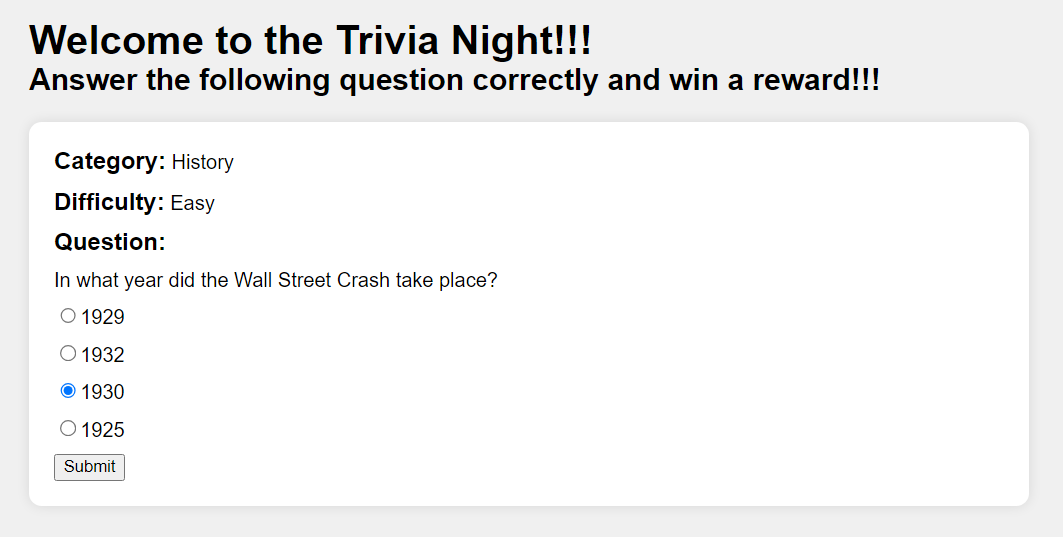 Welcome to the Trivia Night!!!
Answer the following question correctly and win a reward!!!
Category: History
Difficulty: Easy
Question:
In what year did the Wall Street Crash take place?
1929
1932
1930
1925
Submit